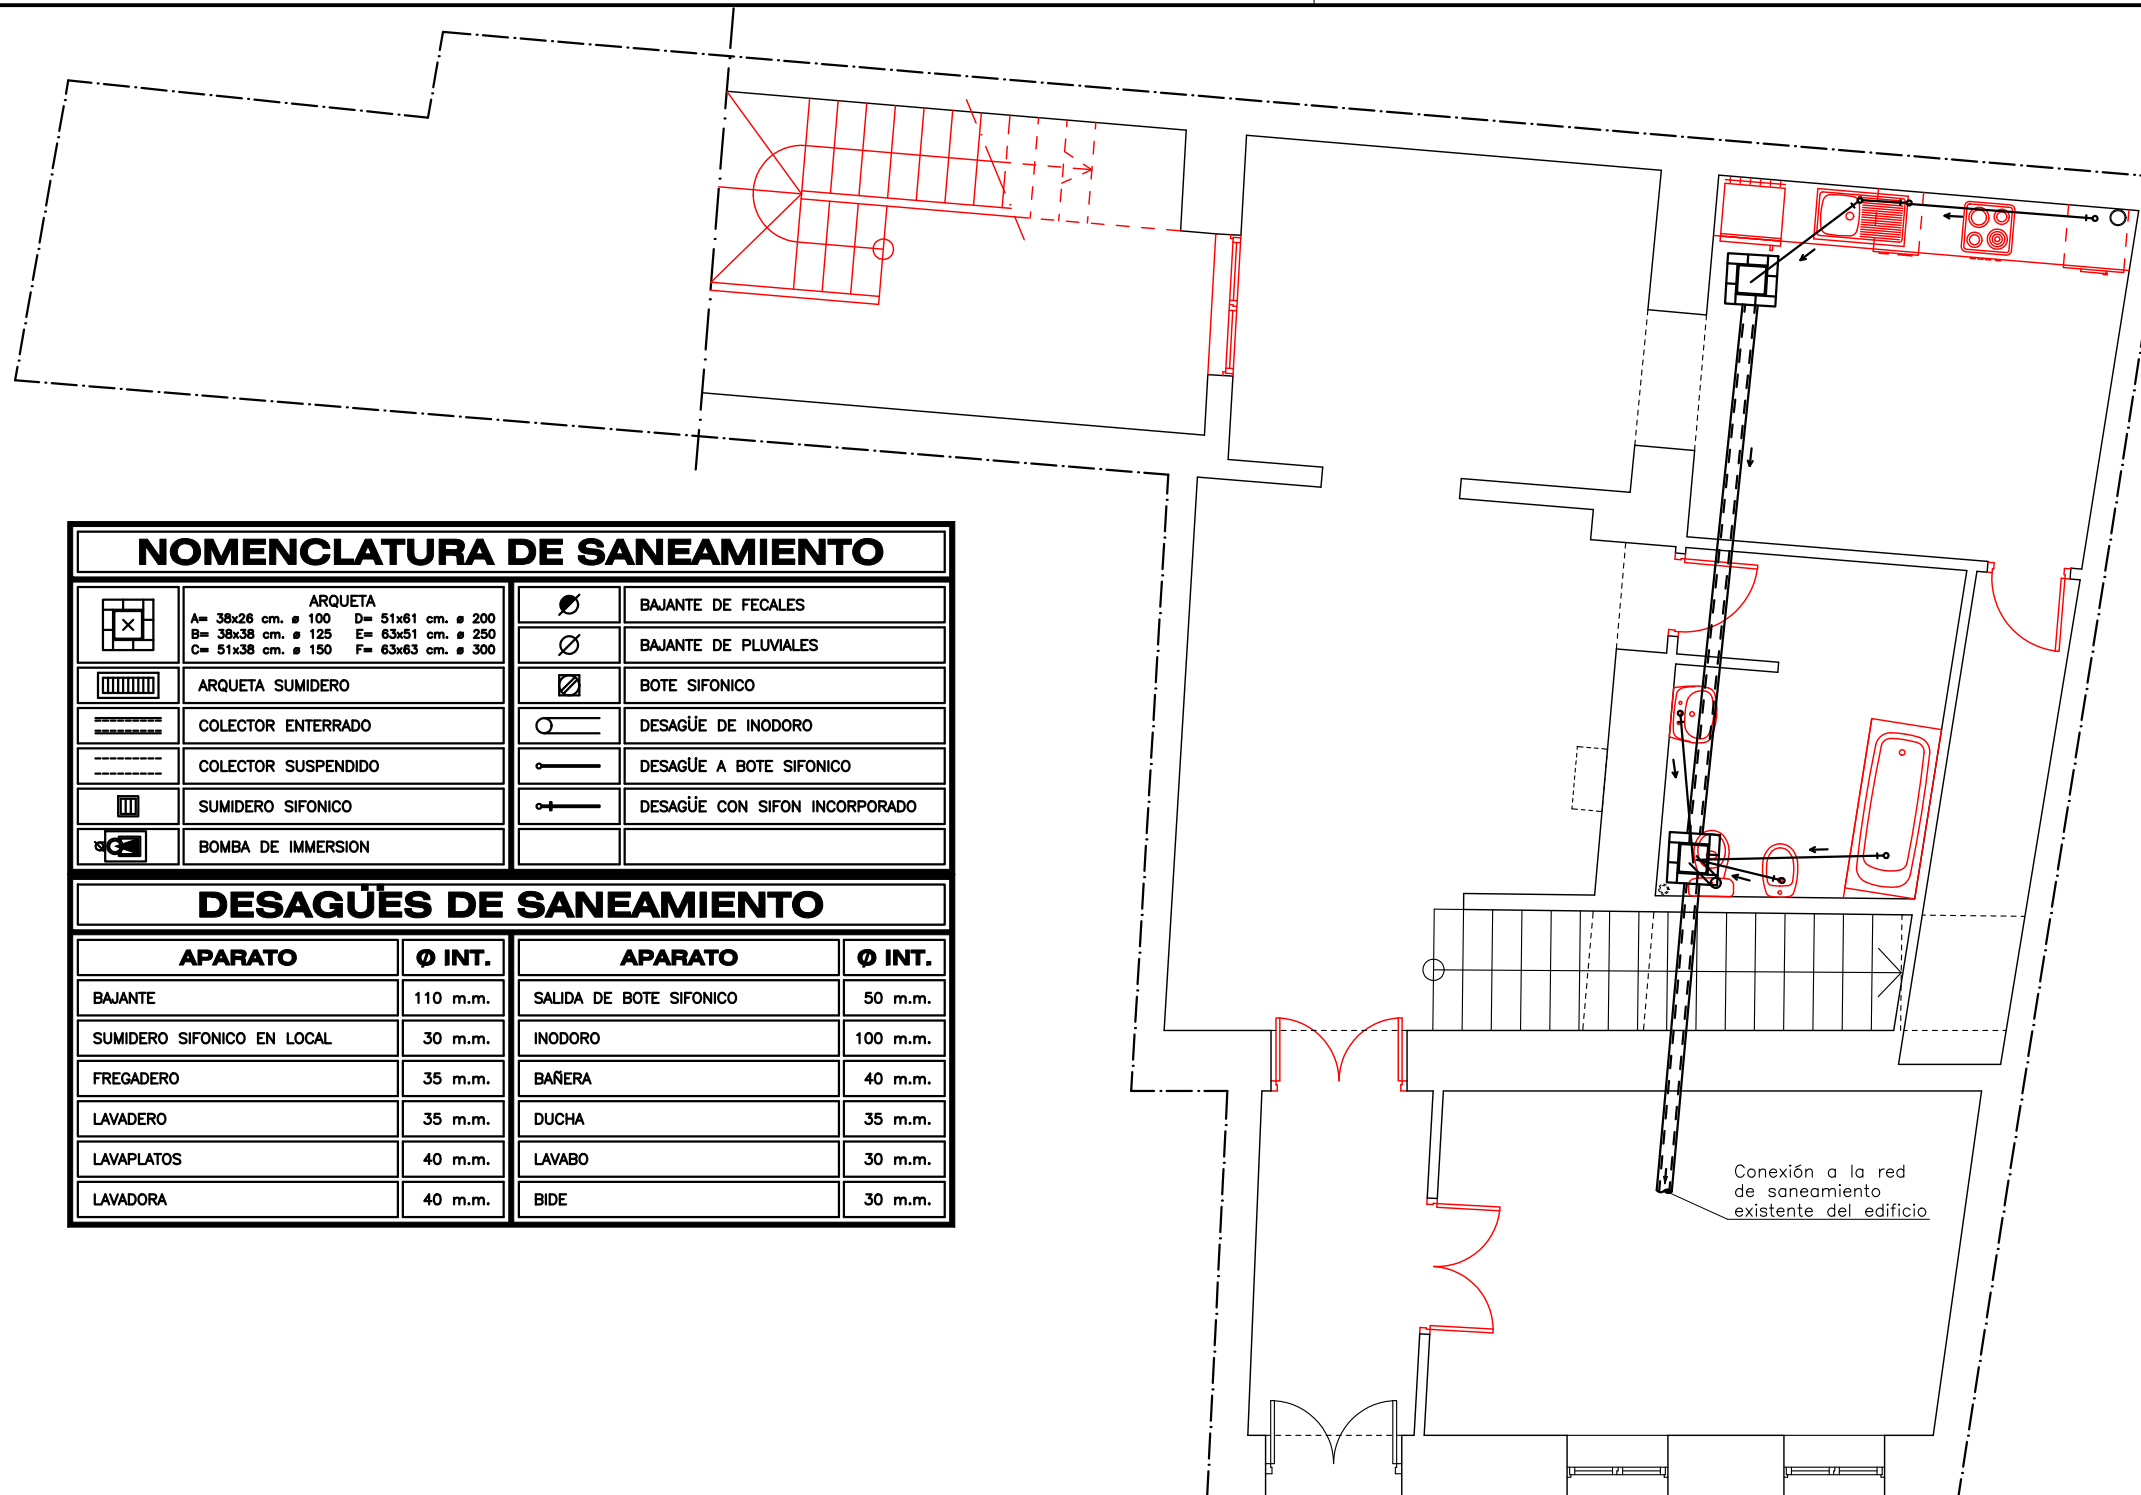 NOMENCLATURA DE SANEAMIENTO
ARQUETA
A= 38x26 cm. ø 100 D= 51x61 cm. ø 200
B= 38x38 cm. ø 125 E= 63x51 cm. ø 250
C= 51x38 cm. ø 150 F= 63x63 cm. ø 300
BAJANTE DE FECALES
BAJANTE DE PLUVIALES
ARQUETA SUMIDERO
BOTE SIFONICO
COLECTOR ENTERRADO
DESAGÜE DE INODORO
COLECTOR SUSPENDIDO
DESAGÜE A BOTE SIFONICO
SUMIDERO SIFONICO
DESAGÜE CON SIFON INCORPORADO
BOMBA DE IMMERSION
DESAGÜES DE SANEAMIENTO
APARATO Ø INT. APARATO Ø INT.
BAJANTE 110 m.m. SALIDA DE BOTE SIFONICO 50 m.m.
SUMIDERO SIFONICO EN LOCAL 30 m.m. INODORO 100 m.m.
FREGADERO 35 m.m. BAÑERA 40 m.m.
LAVADERO 35 m.m. DUCHA 35 m.m.
LAVAPLATOS 40 m.m. LAVABO 30 m.m.
LAVADORA 40 m.m. BIDE 30 m.m.
Conexión a la red
de saneamiento
existente del edificio